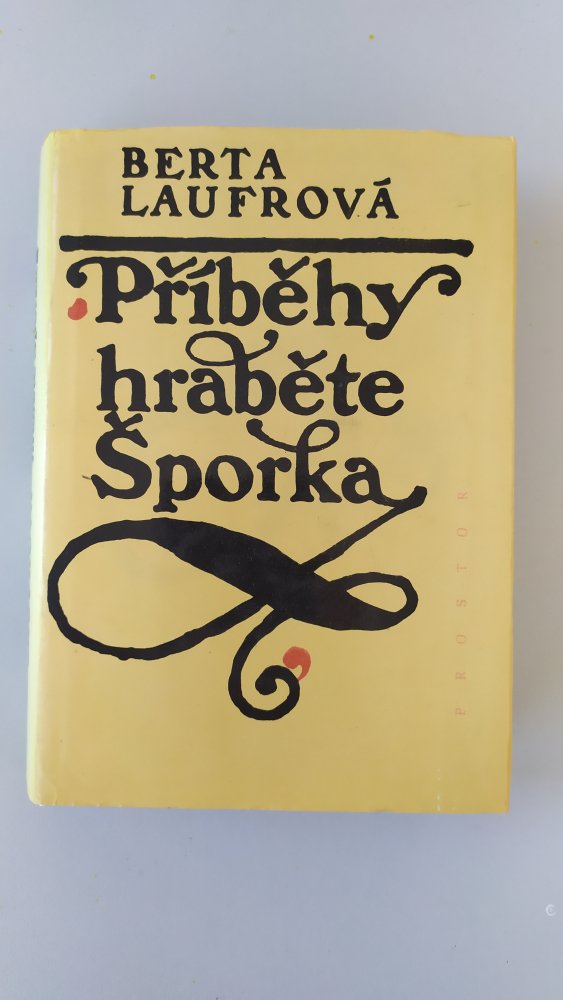 BERTA
LAUFROVÁ
Příběhy
hraběte
Šporka
PROSTOR